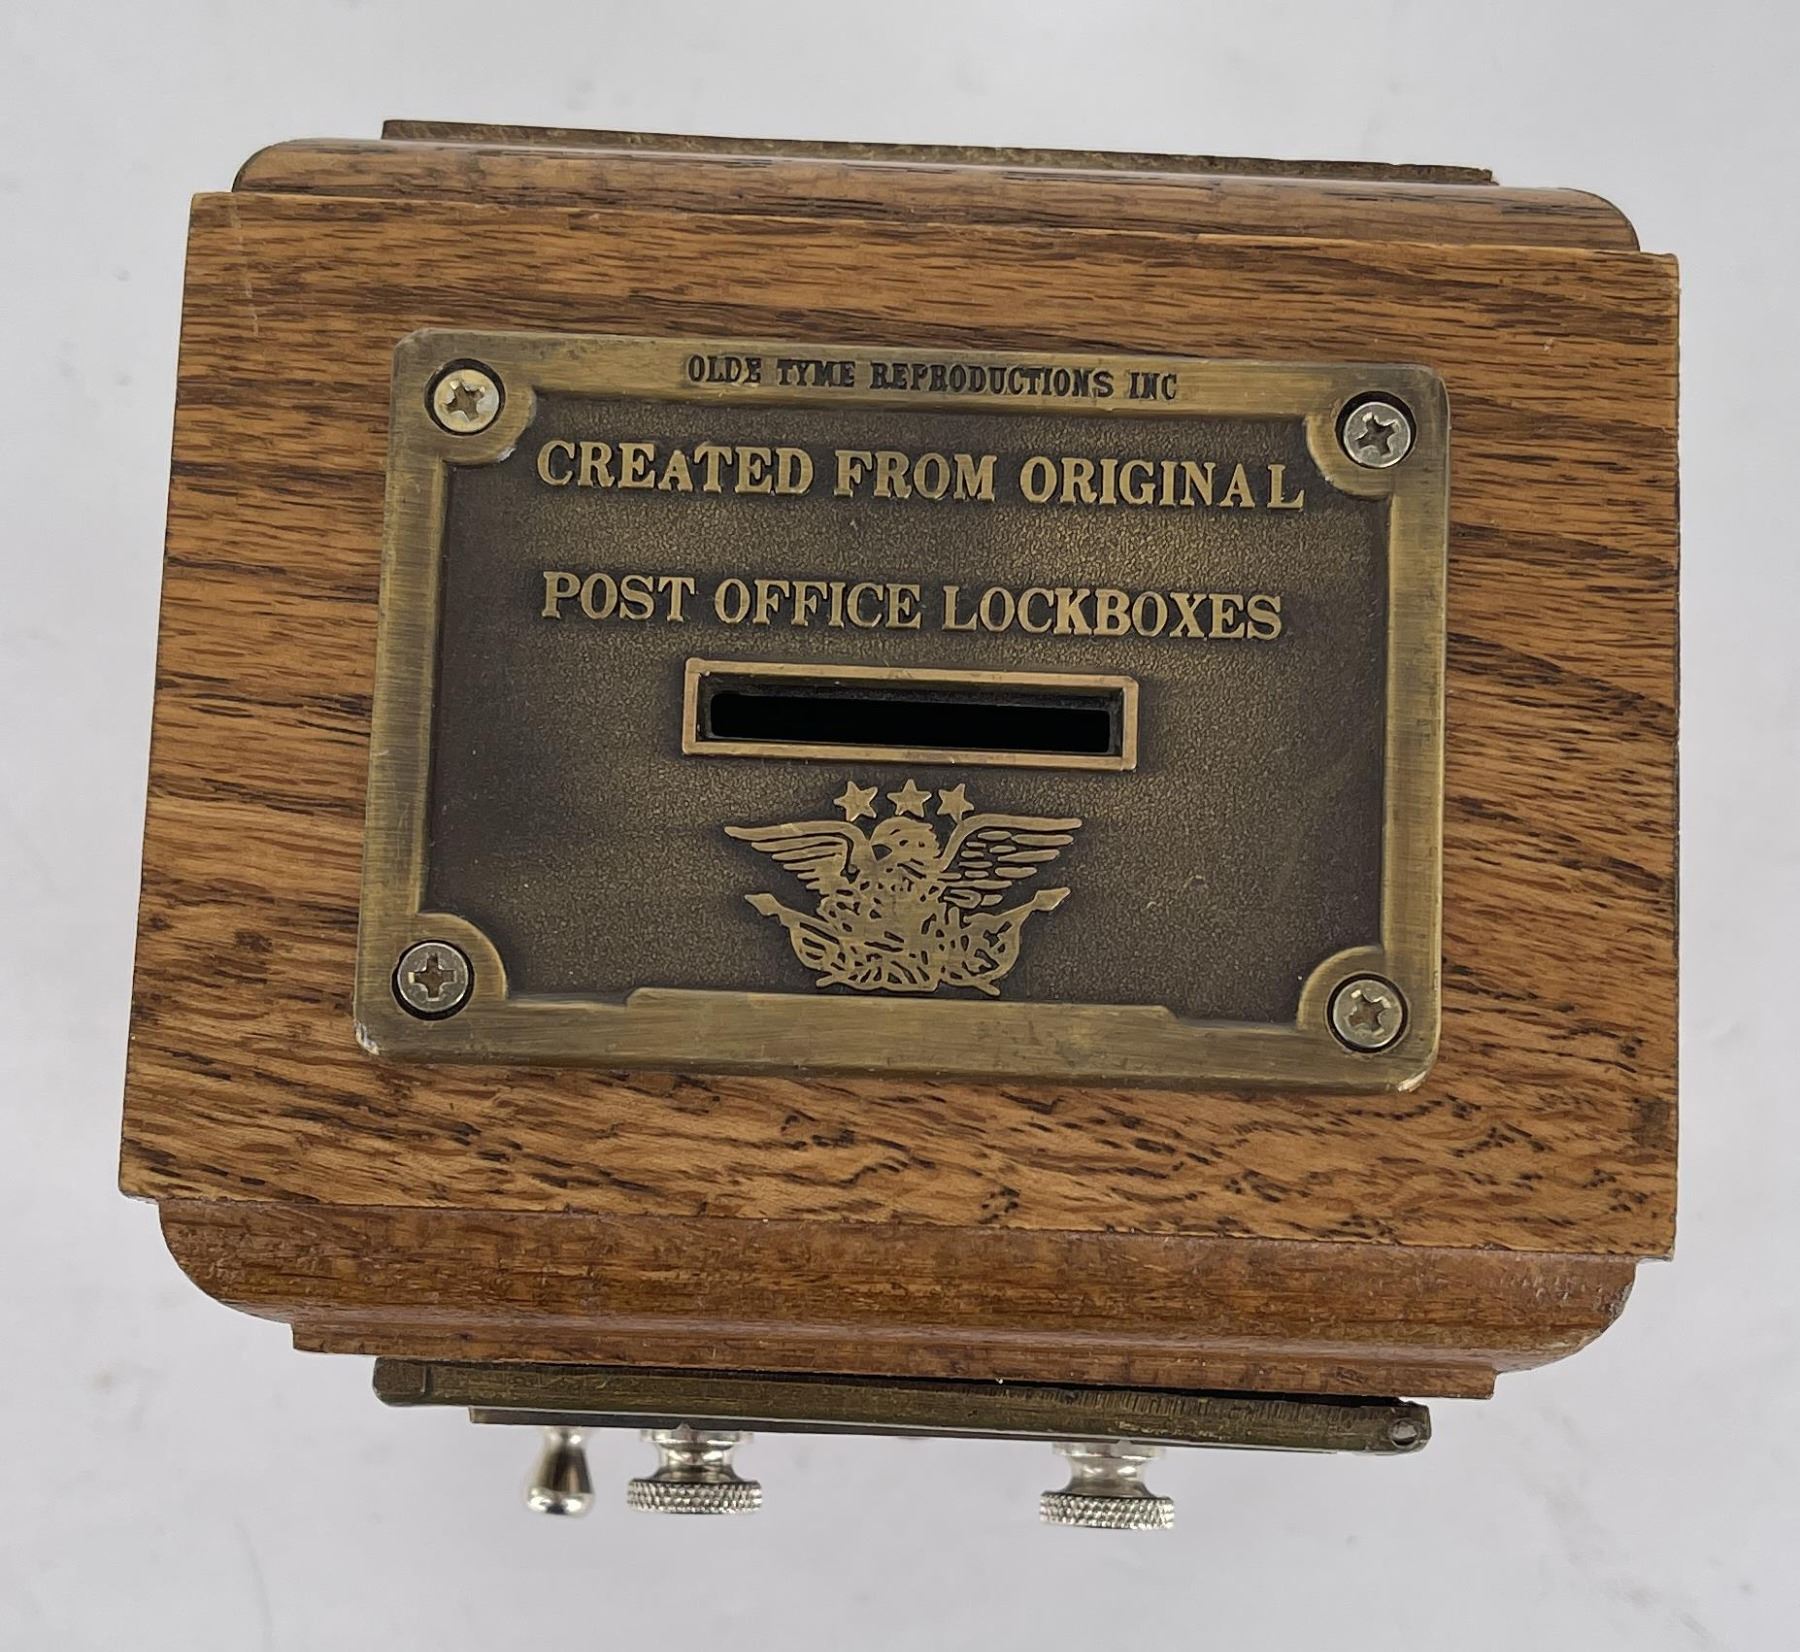 OLDE TYME REPRODUCTIONS INC
CREATED FROM ORIGINAL
POST OFFICE LOCKBOXES